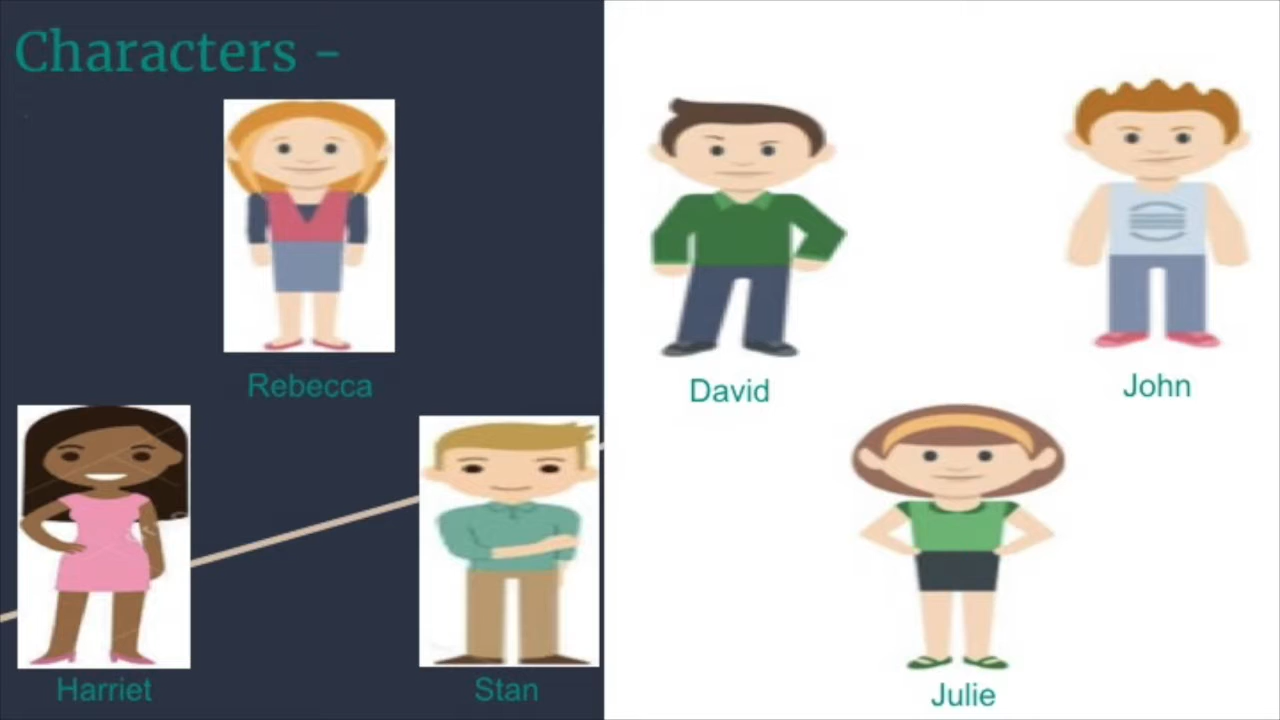 Characters -
Rebecca
David
John
Harriet
Stan
Julie